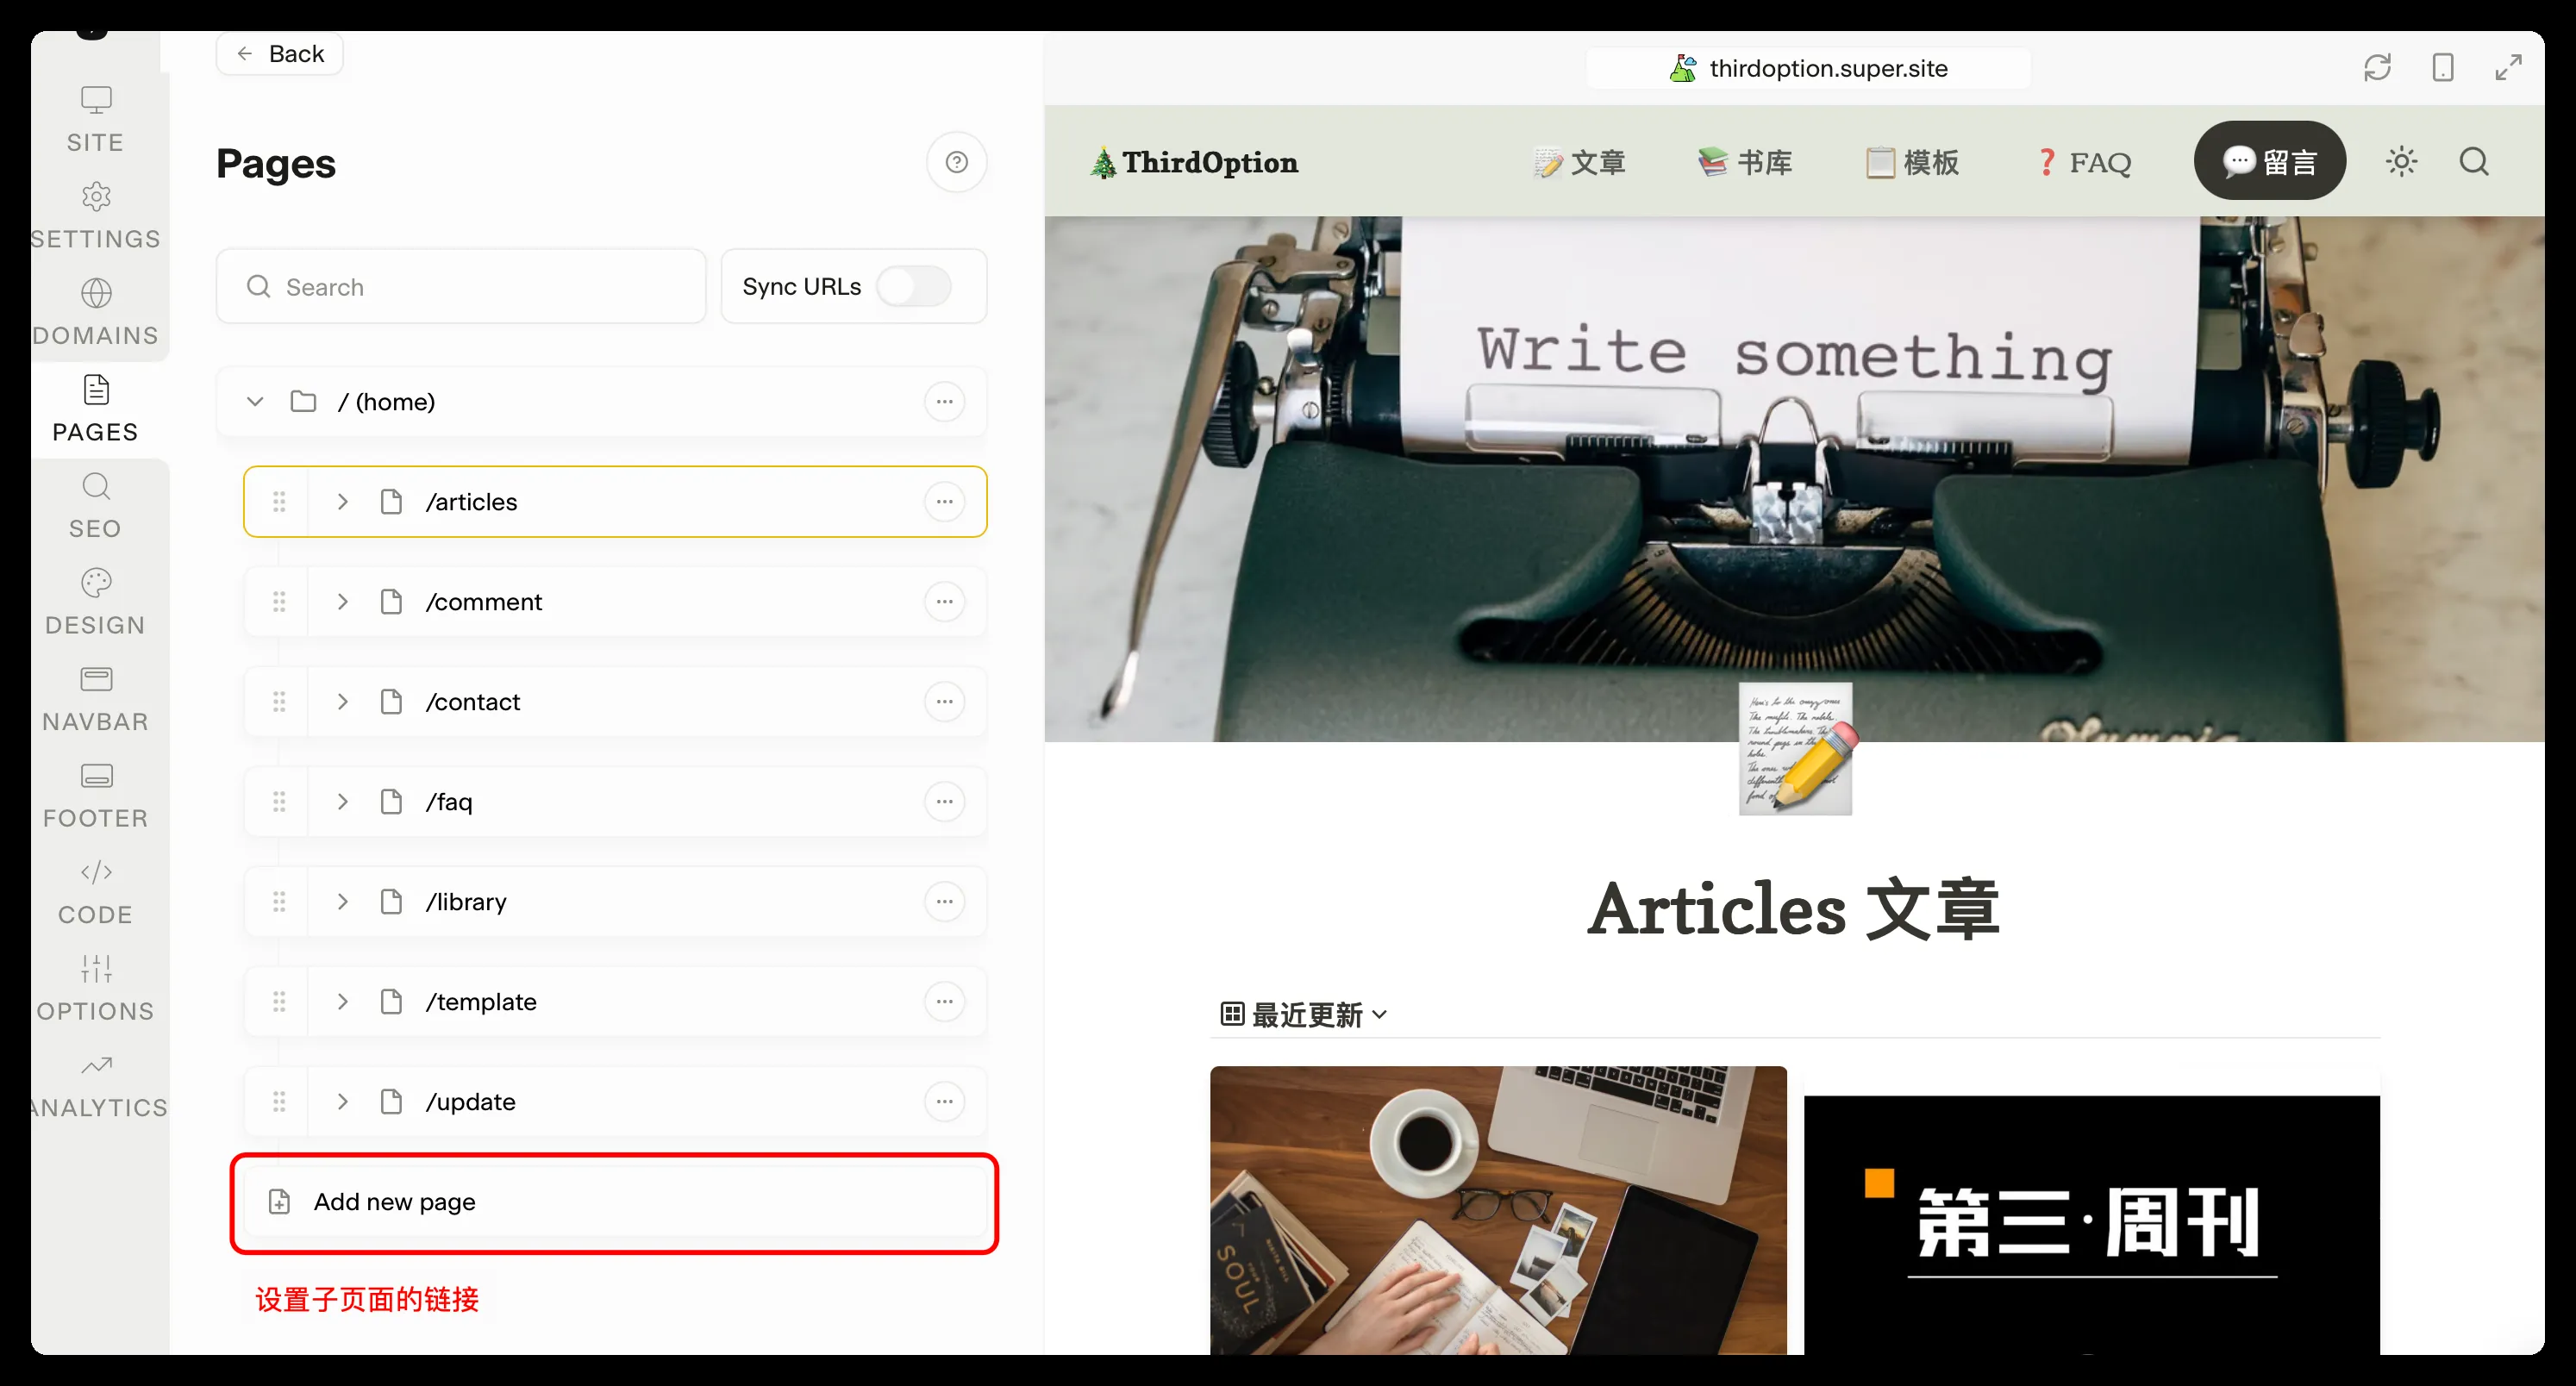 Back
SITE
SETTINGS
DOMAINS
PAGES
SEO
DESIGN
NAVBAR
FOOTER
CODE
OPTIONS
ANALYTICS
Pages
Search
Sync URLs
/ (home)
/articles
/comment
/contact
/faq
/library
/template
/update
Add new page
设置子页面的链接
thirdoption.super.site
ThirdOption
文章
书库
模板
FAQ
留言
Write something
Articles 文章
最近更新
SOUL
第三·周刊